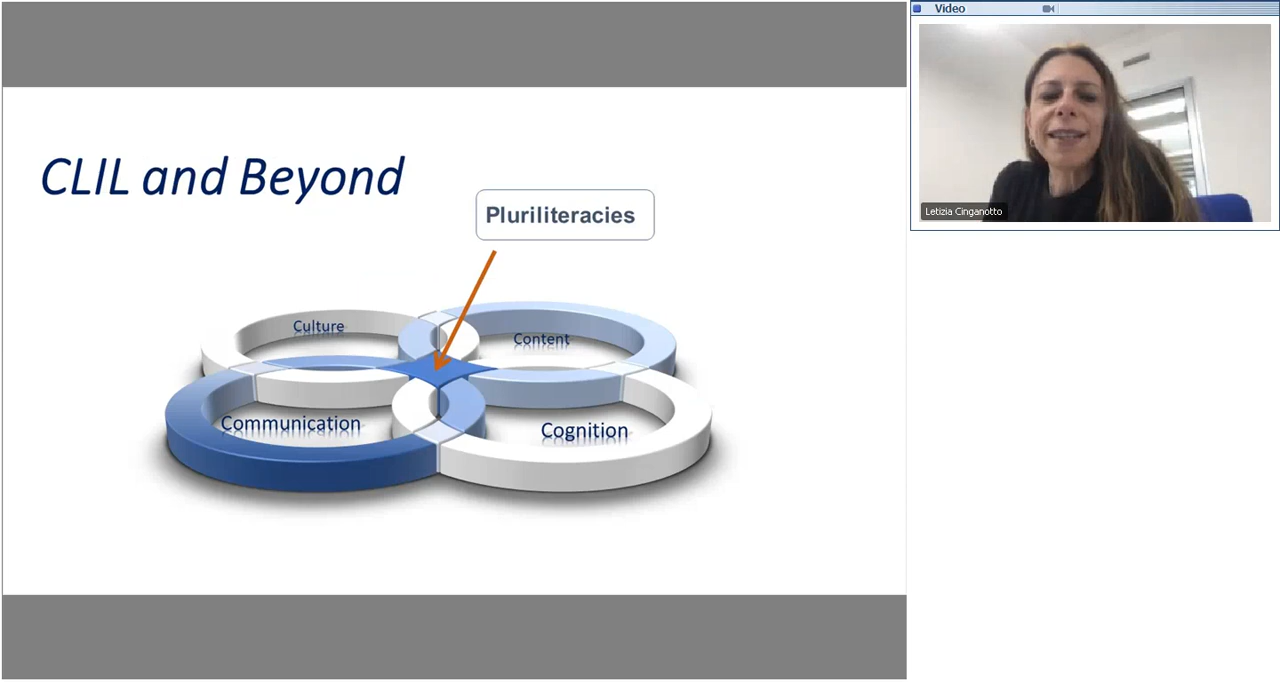 CLIL and Beyond
Pluriliteracies
Culture
Content
Communication
Cognition
Video
Letizia Cinganotto